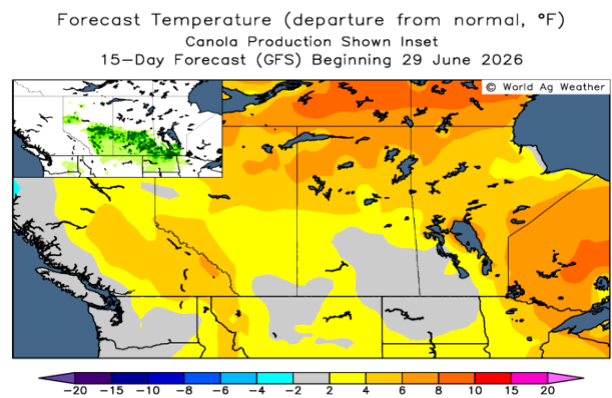 Forecast Temperature (departure from normal, °F)
Canola Production Shown Inset
15-Day Forecast (GFS) Beginning 29 June 2026
© World Ag Weather
-20 -15 -10 -8 -6 -4 -2 2 4 6 8 10 15 20